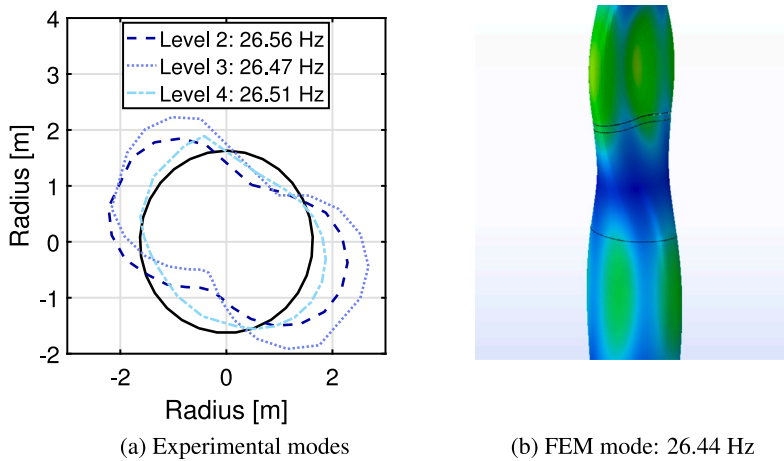 4
3
2
1
0
-1
-2
Radius [m]
Level 2: 26.56 Hz
Level 3: 26.47 Hz
Level 4: 26.51 Hz
-2
0
2
Radius [m]
(a) Experimental modes
(b) FEM mode: 26.44 Hz